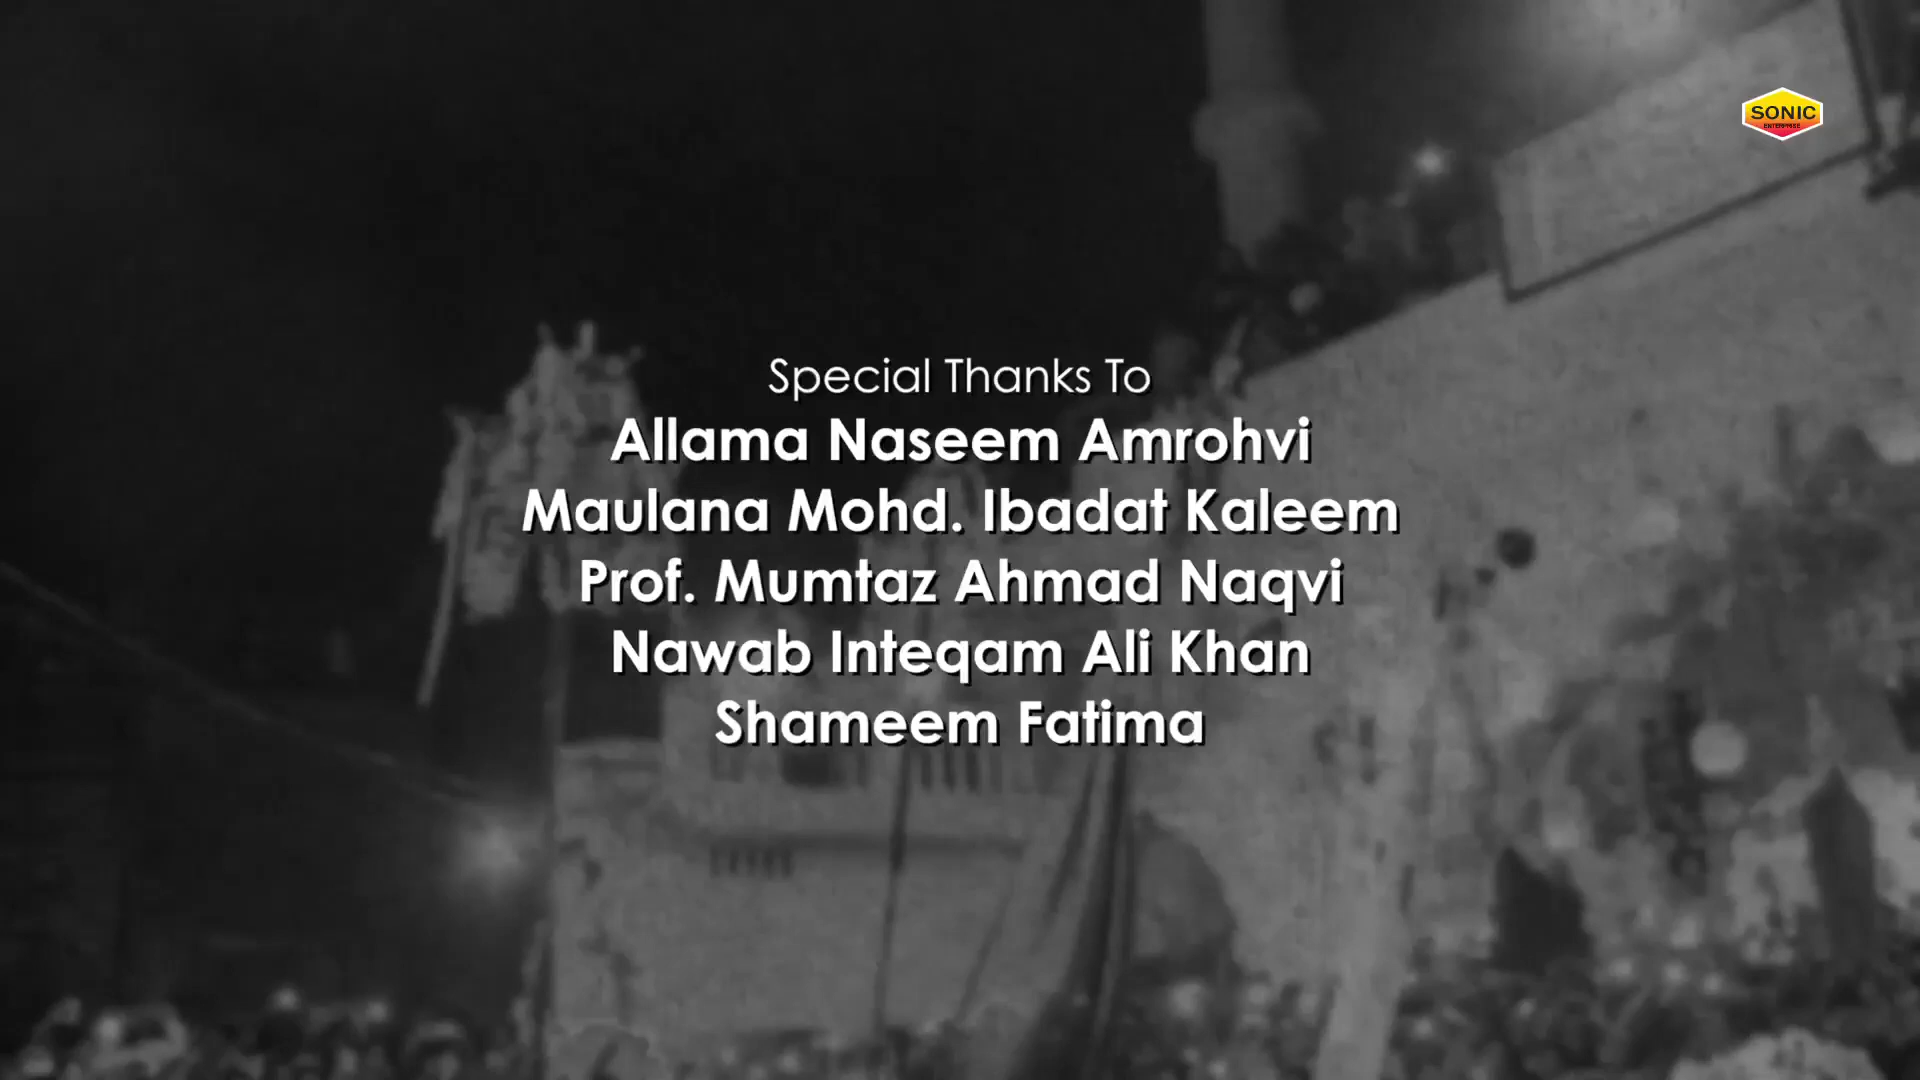 SONIC
ENTERPRISE
Special Thanks To
Allama Naseem Amrohvi
Maulana Mohd. Ibadat Kaleem
Prof. Mumtaz Ahmad Naqvi
Nawab Inteqam Ali Khan
Shameem Fatima